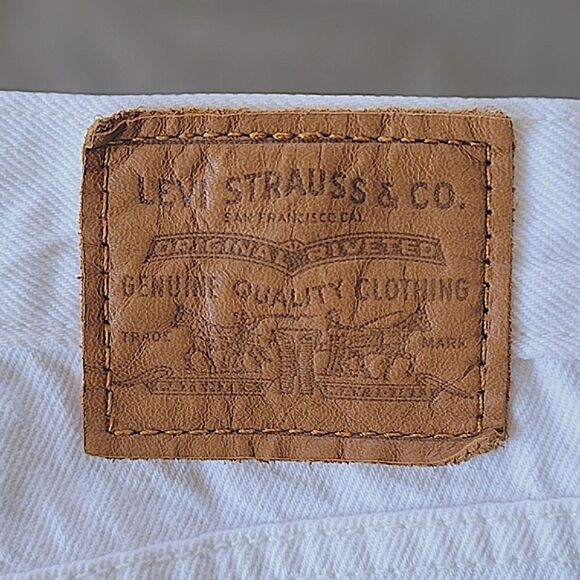 LEVI STRAUSS & CO.
SAN FRANCISCO CAL
ORIGINAL RIVETED
GENUINE QUALITY CLOTHING
TRADE MARK